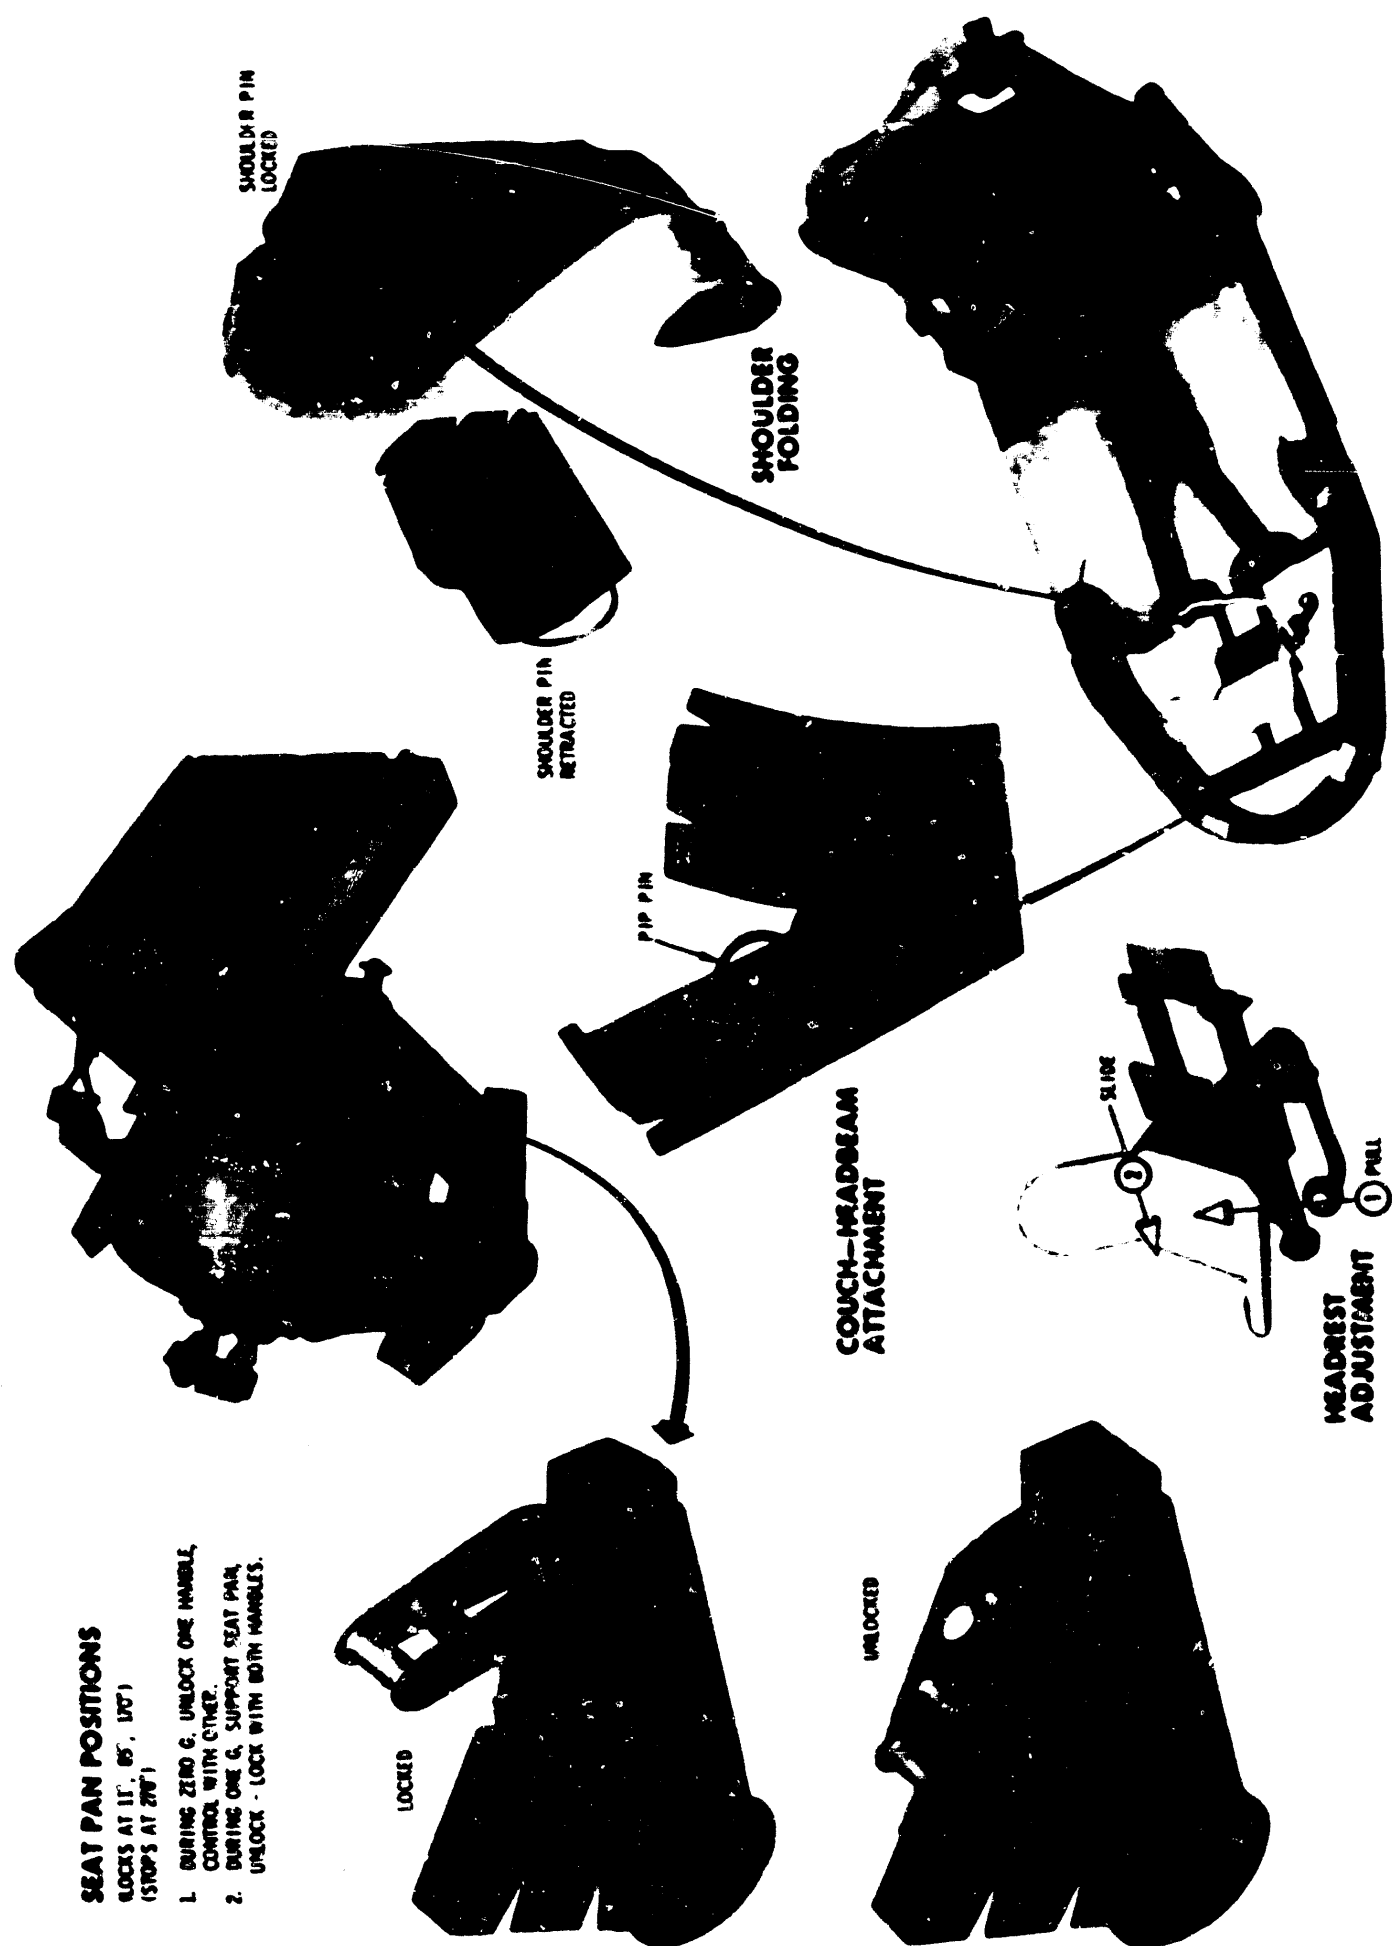 SEAT PAN POSITIONS
(LOCKS AT 11°, 85°, 170°)
(STOPS AT 270°)
1. DURING ZERO G, UNLOCK ONE HANDLE,
CONTROL WITH OTHER.
2. DURING ONE G, SUPPORT SEAT PAN,
UNLOCK - LOCK WITH BOTH HANDLES.
LOCKED
UNLOCKED
SHOULDER PIN
LOCKED
SHOULDER PIN
RETRACTED
SHOULDER
FOLDING
PIP PIN
COUCH-HEADBEAM
ATTACHMENT
SLIDE
2
1 PULL
HEADREST
ADJUSTMENT